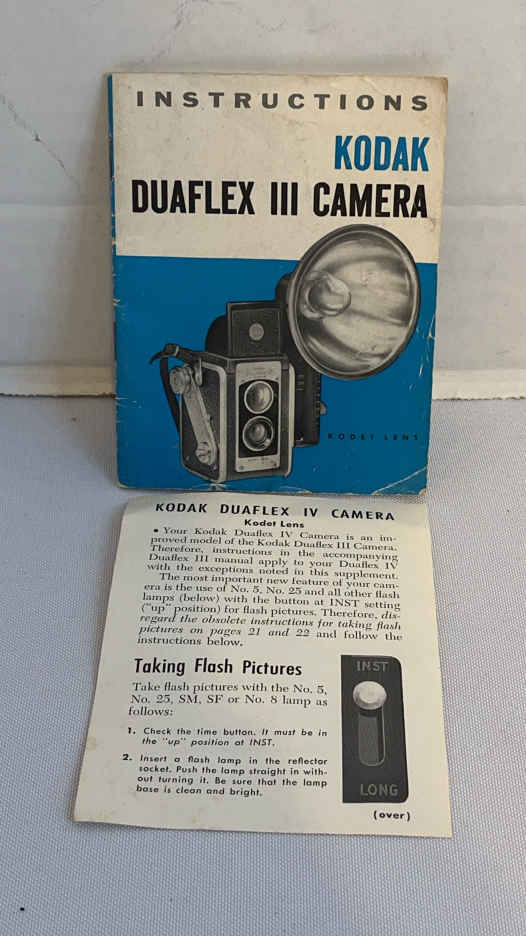 INSTRUCTIONS
KODAK
DUAFLEX III CAMERA
KODET LENS
KODAK DUAFLEX IV CAMERA
Kodet Lens
• Your Kodak Duaflex IV Camera is an im-
proved model of the Kodak Duaflex III Camera.
Therefore, instructions in the accompanying
Duaflex III manual apply to your Duaflex IV
with the exceptions noted in this supplement.
The most important new feature of your cam-
era is the use of No. 5, No. 25 and all other flash
lamps (below) with the button at INST setting
("up" position) for flash pictures. Therefore, dis-
regard the obsolete instructions for taking flash
pictures on pages 21 and 22 and follow the
instructions below.
Taking Flash Pictures
Take flash pictures with the No. 5,
No. 25, SM, SF or No. 8 lamp as
follows:
1. Check the time button. It must be in
the "up" position at INST.
2. Insert a flash lamp in the reflector
socket. Push the lamp straight in with-
out turning it. Be sure that the lamp
base is clean and bright.
INST
LONG
(over)